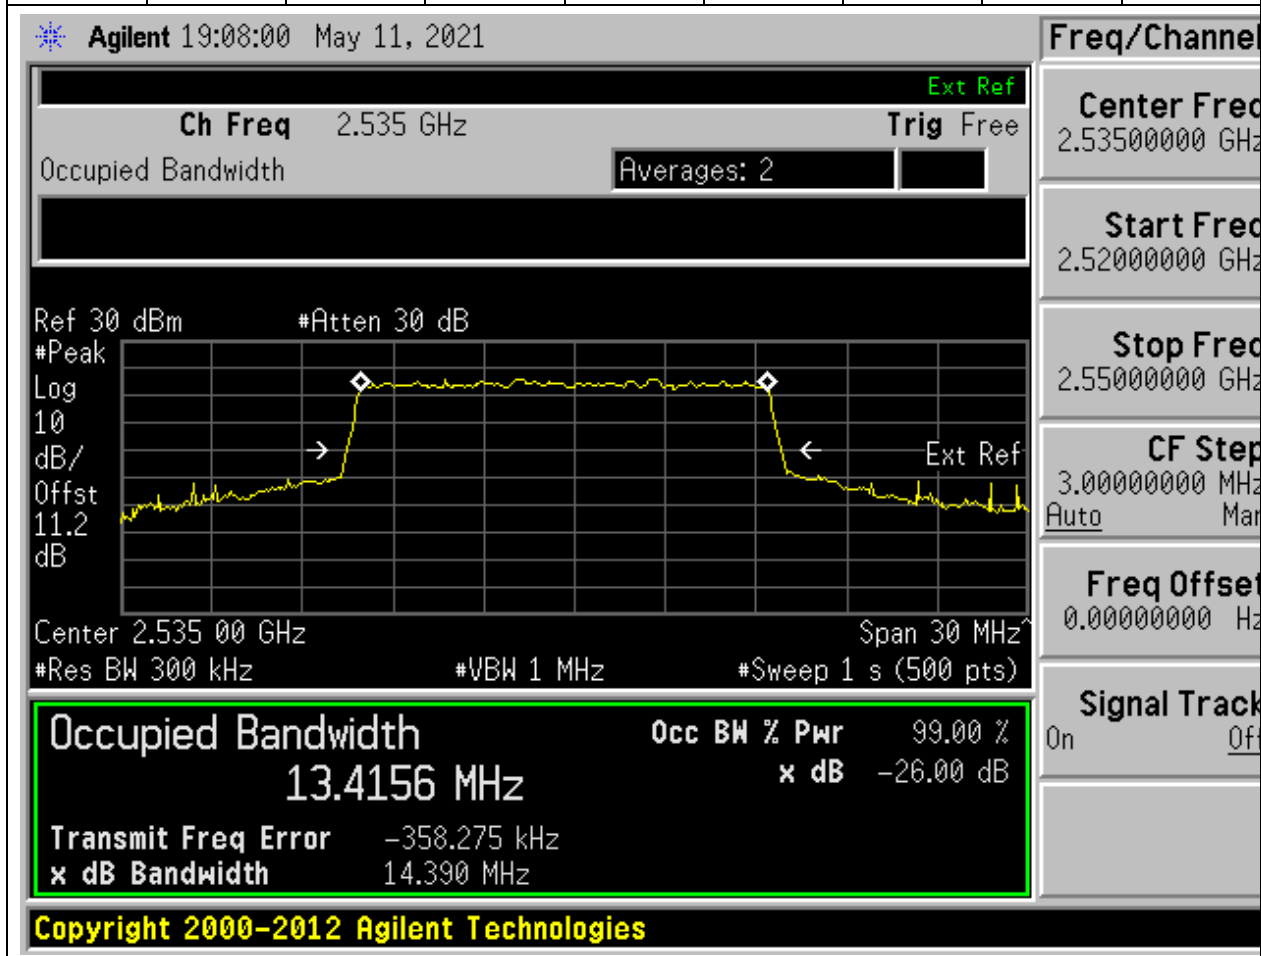 Agilent 19:08:00 May 11, 2021
Ext Ref
Ch Freq 2.535 GHz Trig Free
Occupied Bandwidth Averages: 2
Ref 30 dBm #Atten 30 dB
#Peak
Log
10
dB/
Offst
11.2
dB
Ext Ref
Center 2.535 00 GHz Span 30 MHz^
#Res BW 300 kHz #VBW 1 MHz #Sweep 1 s (500 pts)
Occupied Bandwidth Occ BW % Pwr 99.00 %
13.4156 MHz x dB -26.00 dB
Transmit Freq Error -358.275 kHz
x dB Bandwidth 14.390 MHz
Copyright 2000-2012 Agilent Technologies
Freq/Channel
Center Freq
2.53500000 GHz
Start Freq
2.52000000 GHz
Stop Freq
2.55000000 GHz
CF Step
3.00000000 MHz
Auto Man
Freq Offset
0.00000000 Hz
Signal Track
On Off